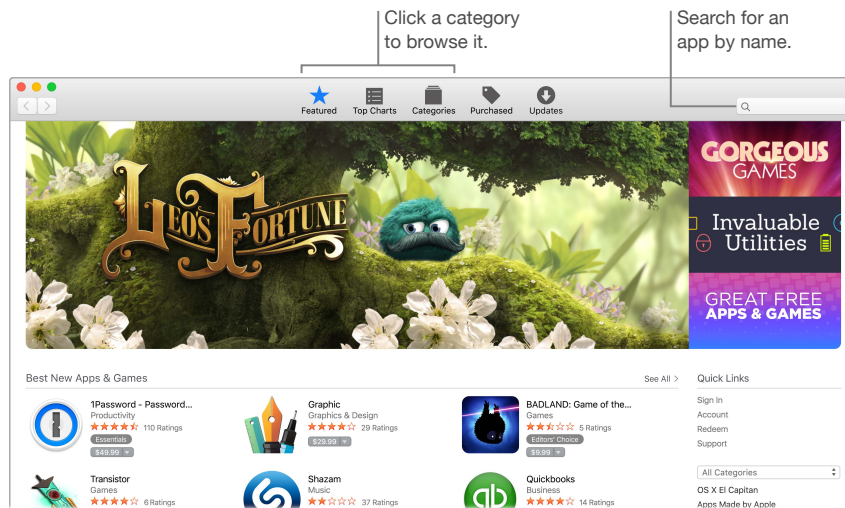 Click a category
to browse it.
Search for an
app by name.
Featured
Top Charts
Categories
Purchased
Updates
LEO'S FORTUNE
GORGEOUS
GAMES
Invaluable
Utilities
GREAT FREE
APPS & GAMES
Best New Apps & Games
See All >
1Password - Password...
Productivity
110 Ratings
Essentials
$49.99
Graphic
Graphics & Design
29 Ratings
$29.99
BADLAND: Game of the...
Games
5 Ratings
Editors' Choice
$9.99
Transistor
Games
6 Ratings
Shazam
Music
37 Ratings
qb
Quickbooks
Business
14 Ratings
Quick Links
Sign In
Account
Redeem
Support
All Categories
OS X El Capitan
Apps Made by Apple